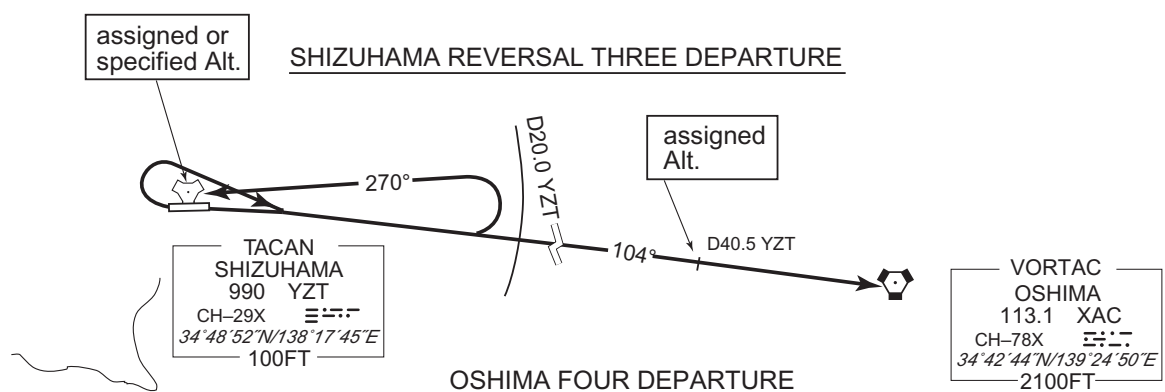 assigned or
specified Alt.
SHIZUHAMA REVERSAL THREE DEPARTURE
assigned
Alt.
D20.0 YZT
270°
104°
D40.5 YZT
TACAN
SHIZUHAMA
990 YZT
CH–29X
34°48´52˝N/138°17´45˝E
100FT
VORTAC
OSHIMA
113.1 XAC
CH–78X
34°42´44˝N/139°24´50˝E
2100FT
OSHIMA FOUR DEPARTURE